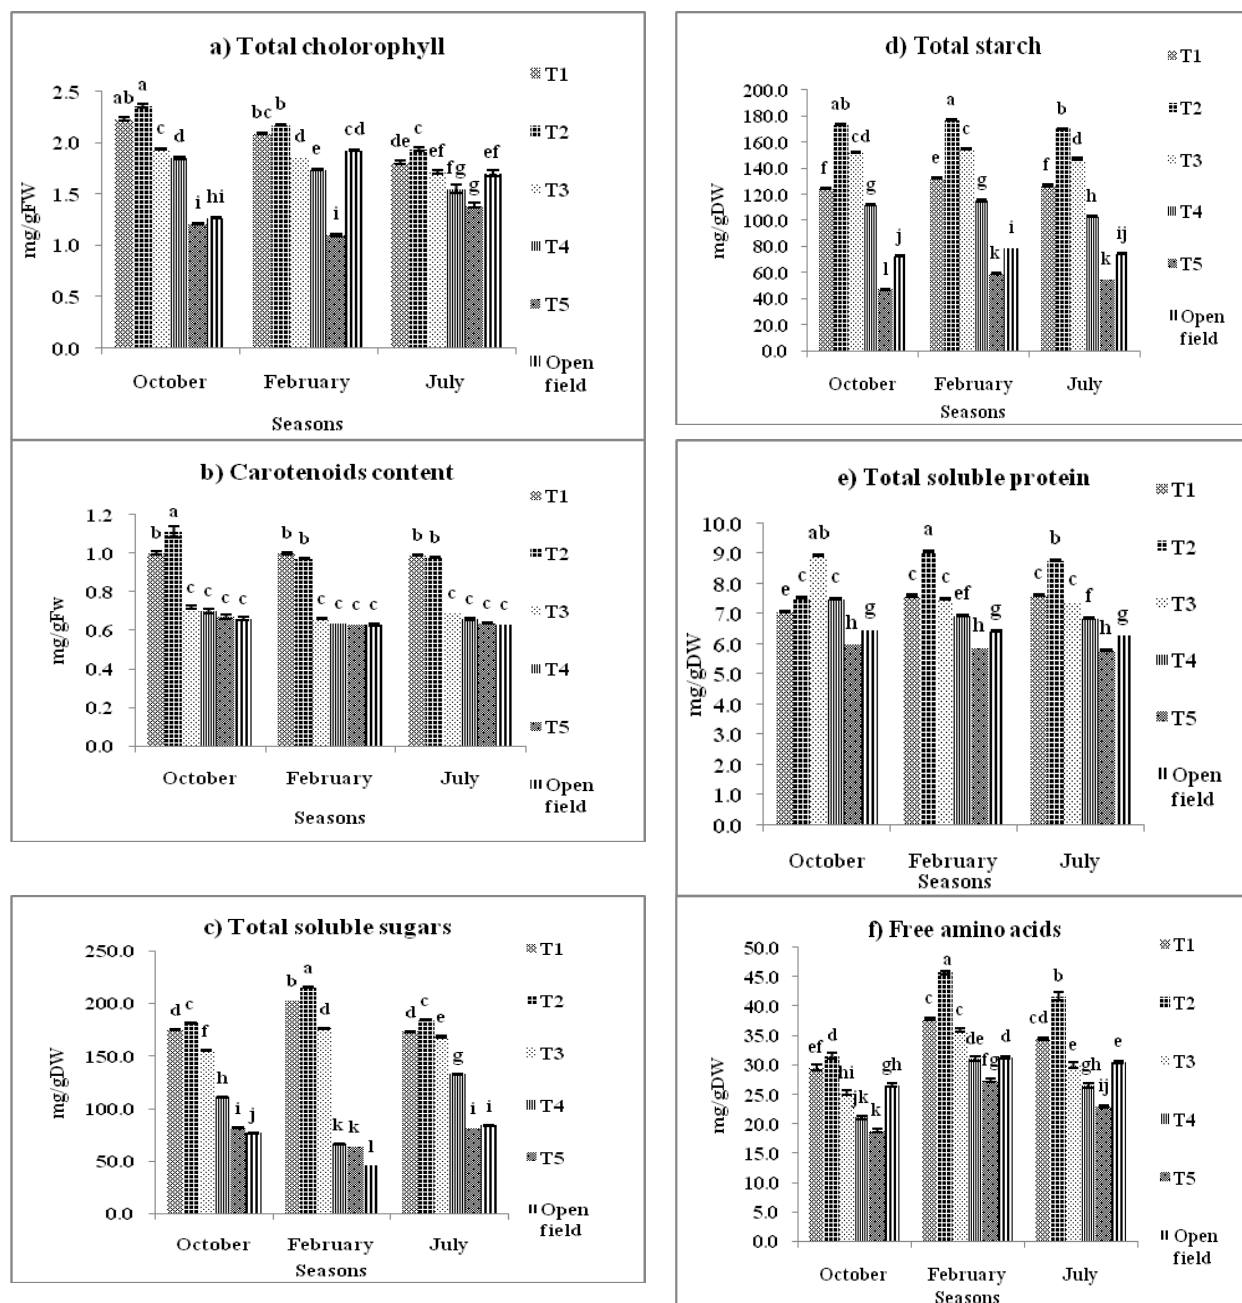 a) Total cholorophyll
mg/gFW
2.5
2.0
1.5
1.0
0.5
0.0
ab a c d i hi
bc b d e i cd
de c ef fg g ef
October February July
Seasons
T1
T2
T3
T4
T5
Open
field
b) Carotenoids content
mg/gFw
1.2
1.0
0.8
0.6
0.4
0.2
0.0
b a c c c c
b b c c c c
b b c c c c
October February July
Seasons
T1
T2
T3
T4
T5
Open
field
c) Total soluble sugars
mg/gDW
250.0
200.0
150.0
100.0
50.0
0.0
d c f h i j
b a d k k l
d c e g i i
October February July
Seasons
T1
T2
T3
T4
T5
Open
field
d) Total starch
mg/gDW
200.0
180.0
160.0
140.0
120.0
100.0
80.0
60.0
40.0
20.0
0.0
f ab cd g l j
e a c g k i
f b d h k ij
October February July
Seasons
T1
T2
T3
T4
T5
Open
field
e) Total soluble protein
mg/gDW
10.0
9.0
8.0
7.0
6.0
5.0
4.0
3.0
2.0
1.0
0.0
e c ab c h g
c a c ef h g
c b c f h g
October February July
Seasons
T1
T2
T3
T4
T5
Open
field
f) Free amino acids
mg/gDW
50.0
45.0
40.0
35.0
30.0
25.0
20.0
15.0
10.0
5.0
0.0
ef d hi jk k gh
c a c de fg d
cd b e gh ij e
October February July
Seasons
T1
T2
T3
T4
T5
Open
field